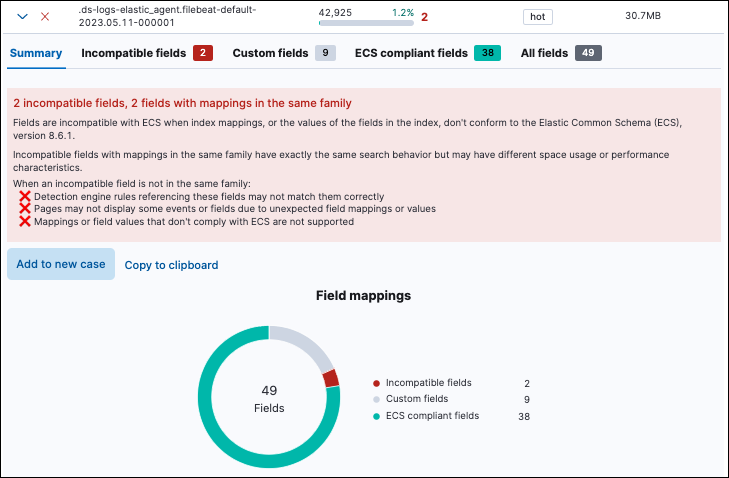 .ds-logs-elastic_agent.filebeat-default-
2023.05.11-000001
42,925 1.2% 2 hot 30.7MB
Summary Incompatible fields 2 Custom fields 9 ECS compliant fields 38 All fields 49
2 incompatible fields, 2 fields with mappings in the same family
Fields are incompatible with ECS when index mappings, or the values of the fields in the index, don't conform to the Elastic Common Schema (ECS),
version 8.6.1.
Incompatible fields with mappings in the same family have exactly the same search behavior but may have different space usage or performance
characteristics.
When an incompatible field is not in the same family:
❌ Detection engine rules referencing these fields may not match them correctly
❌ Pages may not display some events or fields due to unexpected field mappings or values
❌ Mappings or field values that don't comply with ECS are not supported
Add to new case Copy to clipboard
Field mappings
49
Fields
Incompatible fields 2
Custom fields 9
ECS compliant fields 38